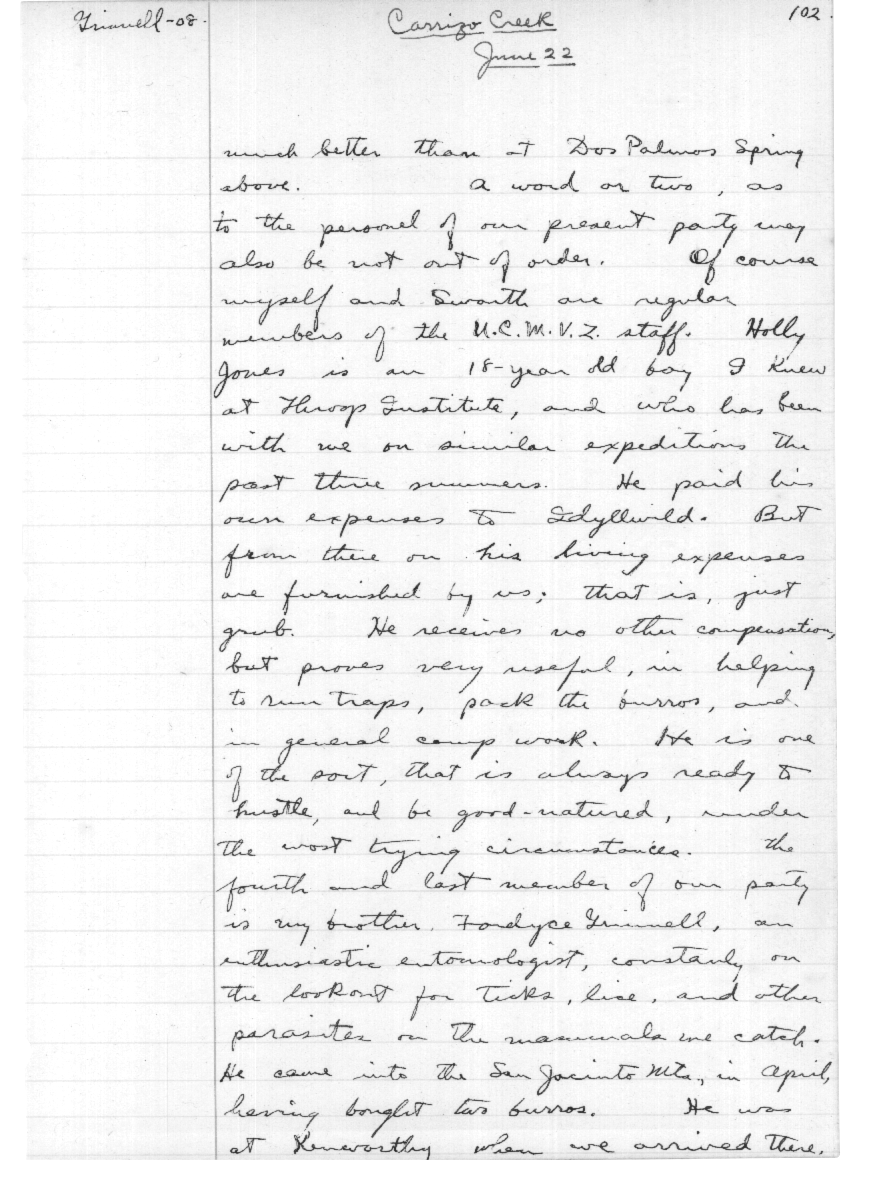 Grinnell-08.
Carrizo Creek
102.
June 22
much better than at Dos Palmos Spring
above. A word or two, as
to the personel of our present party may
also be not out of order. Of course
myself and Swarth are regular
members of the U.C.M.V.Z. staff. Holly
Jones is an 18-year old boy I knew
at Throop Institute, and who has been
with me on similar expeditions the
past three summers. He paid his
own expenses to Idyllwild. But
from there on his living expenses
are furnished by us; that is, just
grub. He receives no other compensation,
but proves very useful, in helping
to run traps, pack the burros, and
in general camp work. He is one
of the sort, that is always ready to
hustle, and be good-natured, under
the most trying circumstances. The
fourth and last member of our party
is my brother, Fordyce Grinnell, an
enthusiastic entomologist, constanly on
the lookout for ticks, lice, and other
parasites on the mammals we catch.
He came into the San Jacinto Mts., in April,
having bought two burros. He was
at Kenworthy when we arrived there.